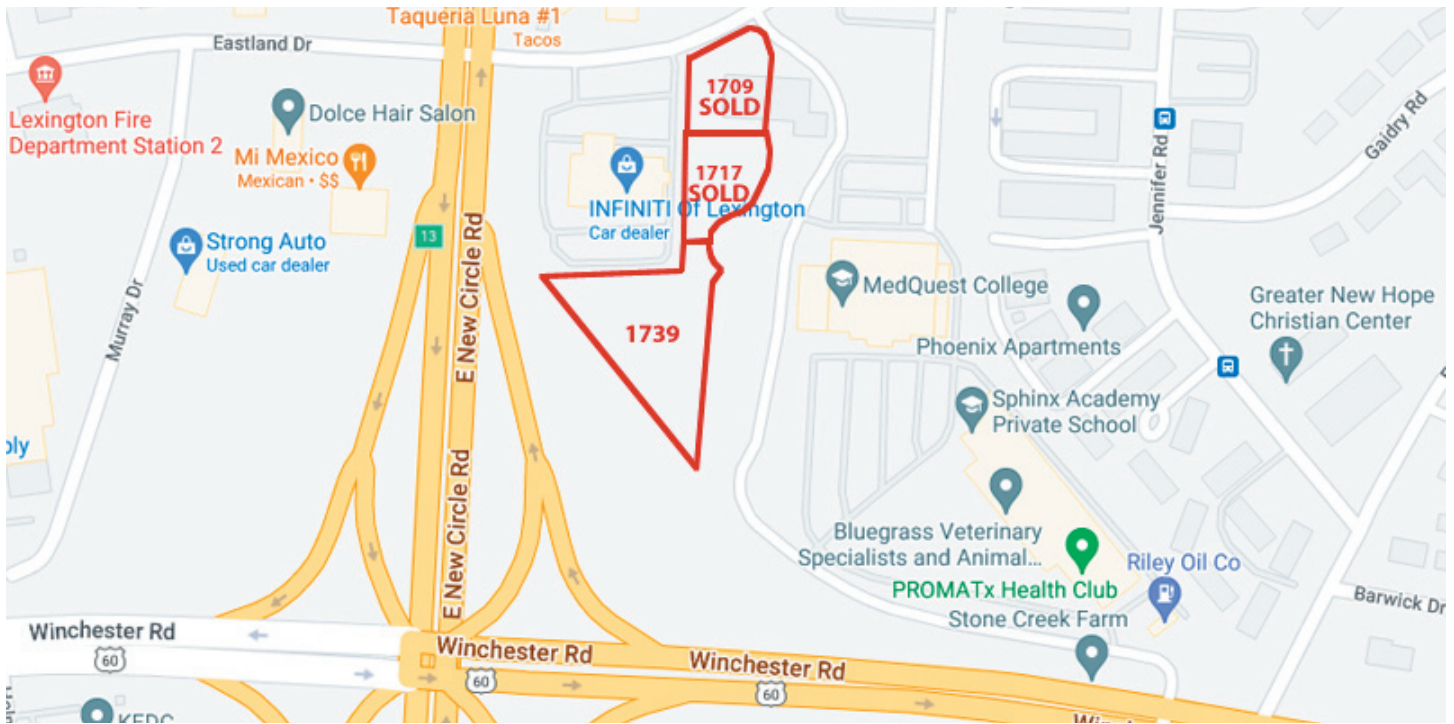 Taqueria Luna #1
Tacos
Eastland Dr
Lexington Fire
Department Station 2
Dolce Hair Salon
Mi Mexico
Mexican • $$
Strong Auto
Used car dealer
Murray Dr
13
E New Circle Rd
E New Circle Rd
E New Circle Rd
1709
SOLD
1717
SOLD
INFINITI Of Lexington
Car dealer
1739
Jennifer Rd
Gaidry Rd
MedQuest College
Phoenix Apartments
Greater New Hope
Christian Center
Sphinx Academy
Private School
Bluegrass Veterinary
Specialists and Animal...
PROMATx Health Club
Riley Oil Co
Stone Creek Farm
Barwick Dr
Winchester Rd
60
Winchester Rd
60
Winchester Rd
60